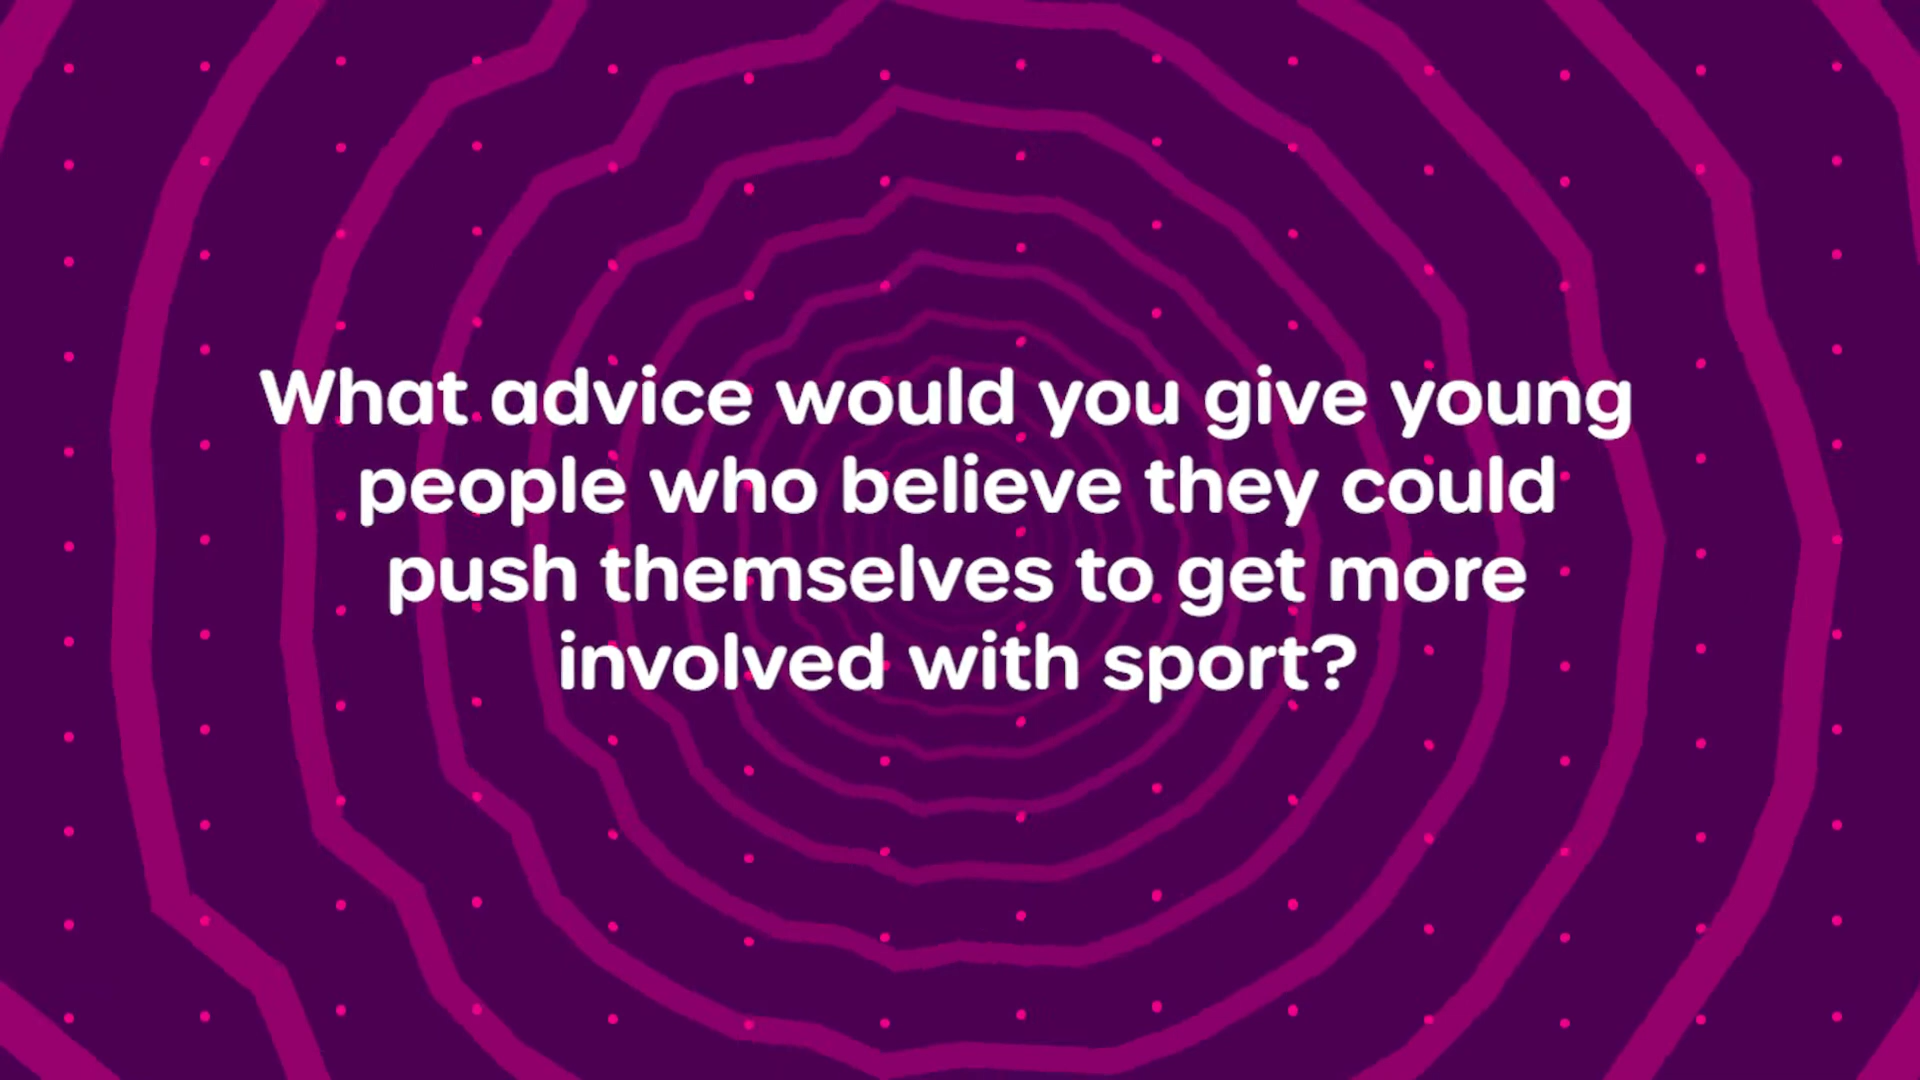 What advice would you give young
people who believe they could
push themselves to get more
involved with sport?